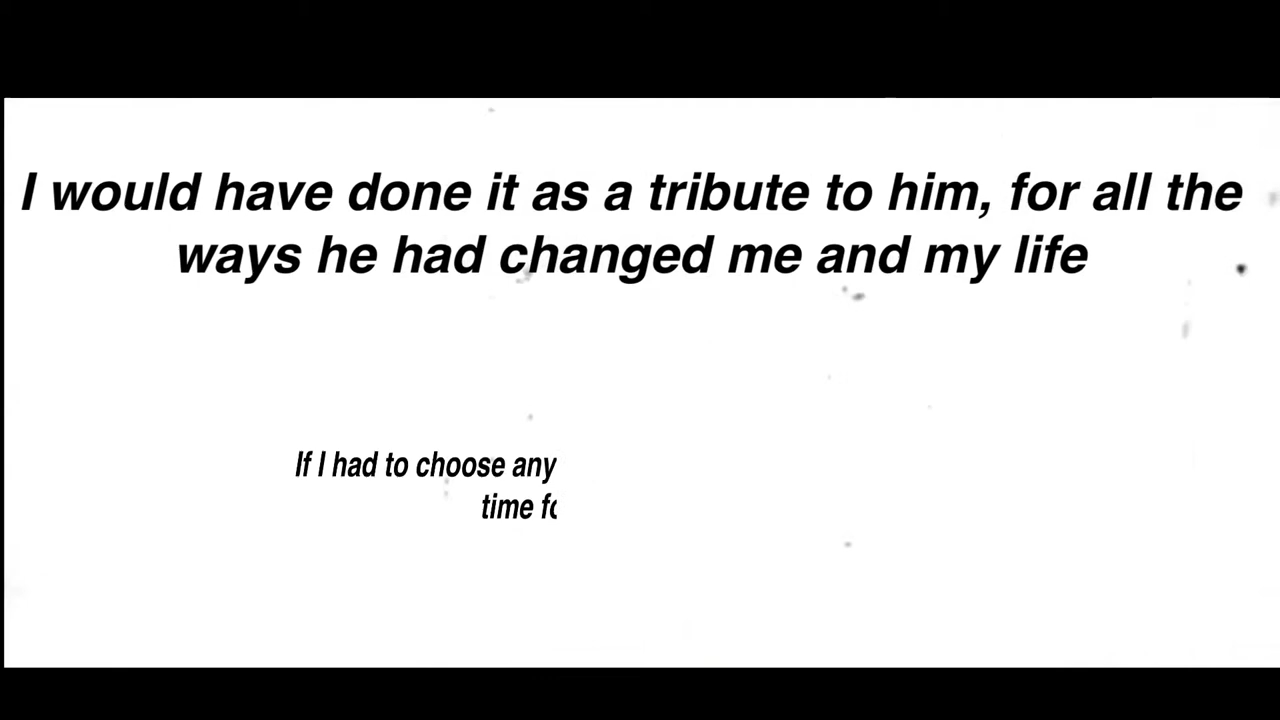 I would have done it as a tribute to him, for all the
ways he had changed me and my life
If I had to choose any
time